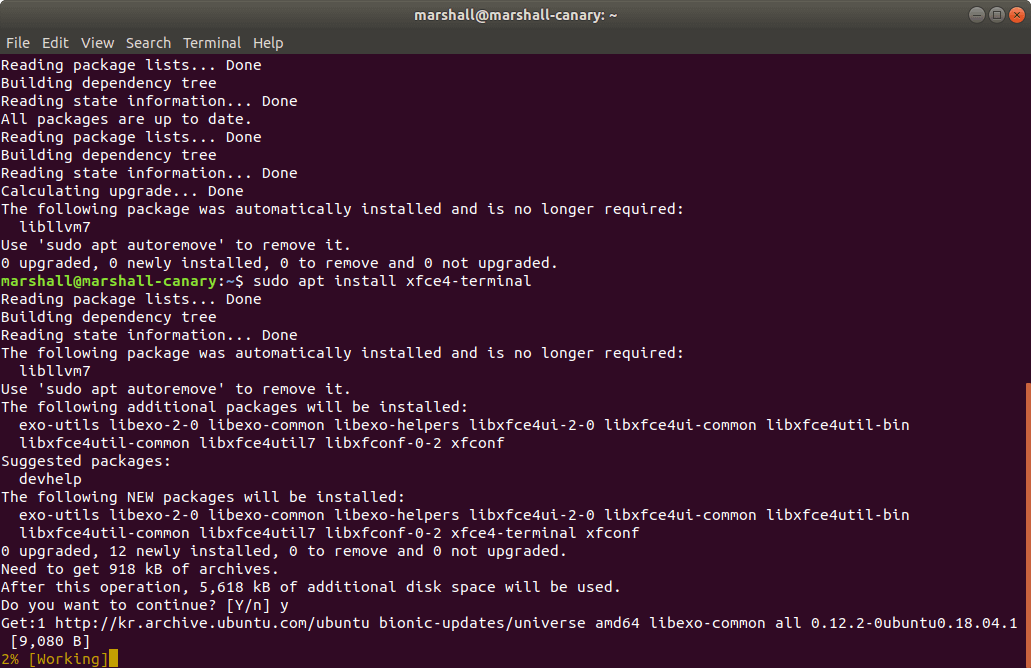 marshall@marshall-canary: ~
File Edit View Search Terminal Help
Reading package lists... Done
Building dependency tree
Reading state information... Done
All packages are up to date.
Reading package lists... Done
Building dependency tree
Reading state information... Done
Calculating upgrade... Done
The following package was automatically installed and is no longer required:
  libllvm7
Use 'sudo apt autoremove' to remove it.
0 upgraded, 0 newly installed, 0 to remove and 0 not upgraded.
marshall@marshall-canary:~$ sudo apt install xfce4-terminal
Reading package lists... Done
Building dependency tree
Reading state information... Done
The following package was automatically installed and is no longer required:
  libllvm7
Use 'sudo apt autoremove' to remove it.
The following additional packages will be installed:
  exo-utils libexo-2-0 libexo-common libexo-helpers libxfce4ui-2-0 libxfce4ui-common libxfce4util-bin
  libxfce4util-common libxfce4util7 libxfconf-0-2 xfconf
Suggested packages:
  devhelp
The following NEW packages will be installed:
  exo-utils libexo-2-0 libexo-common libexo-helpers libxfce4ui-2-0 libxfce4ui-common libxfce4util-bin
  libxfce4util-common libxfce4util7 libxfconf-0-2 xfce4-terminal xfconf
0 upgraded, 12 newly installed, 0 to remove and 0 not upgraded.
Need to get 918 kB of archives.
After this operation, 5,618 kB of additional disk space will be used.
Do you want to continue? [Y/n] y
Get:1 http://kr.archive.ubuntu.com/ubuntu bionic-updates/universe amd64 libexo-common all 0.12.2-0ubuntu0.18.04.1
 [9,080 B]
2% [Working]